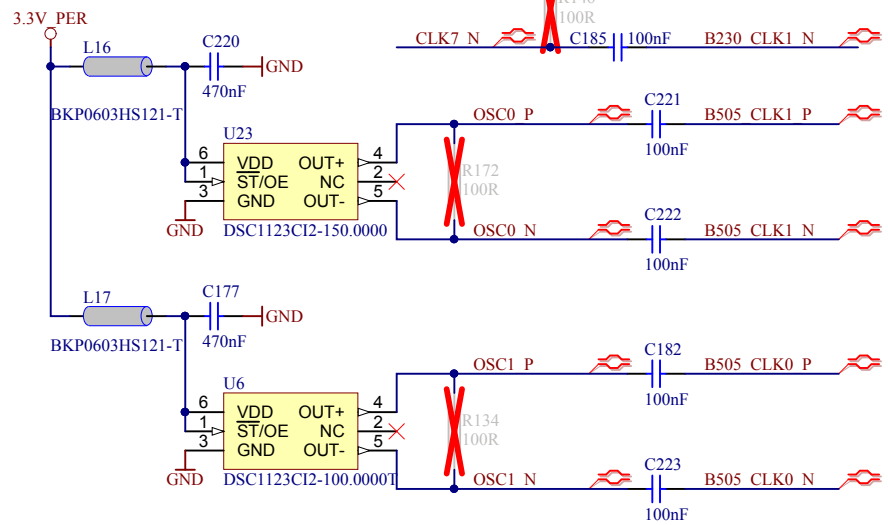 3.3V_PER
L16
C220
GND
470nF
BKP0603HS121-T
100R
CLK7_N
C185
100nF
B230_CLK1_N
U23
6
VDD
OUT+
4
1
ST/OE
NC
2
3
GND
OUT-
5
GND
DSC1123CI2-150.0000
OSC0_P
C221
100nF
B505_CLK1_P
R172
100R
OSC0_N
C222
100nF
B505_CLK1_N
L17
C177
GND
470nF
BKP0603HS121-T
U6
6
VDD
OUT+
4
1
ST/OE
NC
2
3
GND
OUT-
5
GND
DSC1123CI2-100.0000T
OSC1_P
C182
100nF
B505_CLK0_P
R134
100R
OSC1_N
C223
100nF
B505_CLK0_N